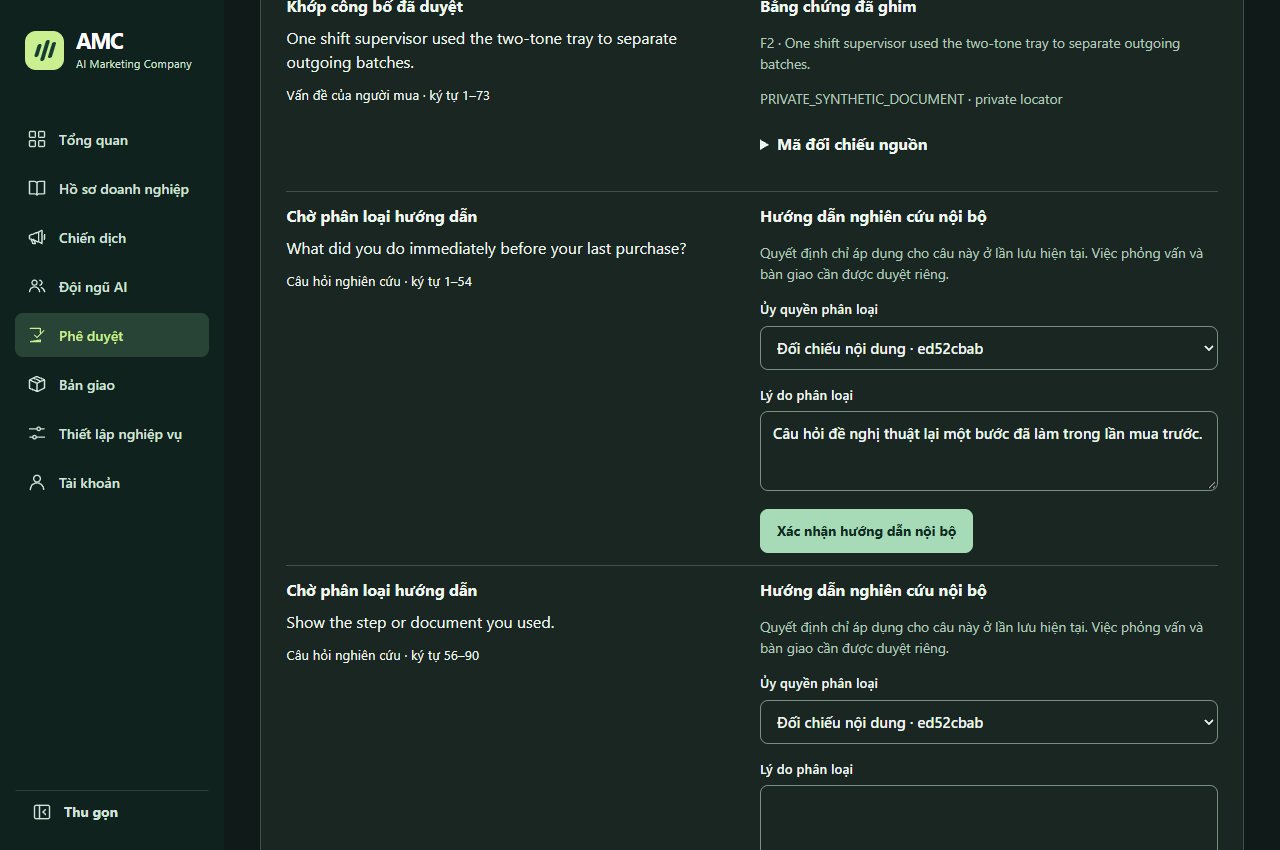 AMC
AI Marketing Company
Tổng quan
Hồ sơ doanh nghiệp
Chiến dịch
Đội ngũ AI
Phê duyệt
Bàn giao
Thiết lập nghiệp vụ
Tài khoản
Thu gọn
Khớp công bố đã duyệt
One shift supervisor used the two-tone tray to separate
outgoing batches.
Vấn đề của người mua · ký tự 1–73
Bằng chứng đã ghim
F2 · One shift supervisor used the two-tone tray to separate outgoing
batches.
PRIVATE_SYNTHETIC_DOCUMENT · private locator
Mã đối chiếu nguồn
Chờ phân loại hướng dẫn
What did you do immediately before your last purchase?
Câu hỏi nghiên cứu · ký tự 1–54
Hướng dẫn nghiên cứu nội bộ
Quyết định chỉ áp dụng cho câu này ở lần lưu hiện tại. Việc phỏng vấn và
bàn giao cần được duyệt riêng.
Ủy quyền phân loại
Đối chiếu nội dung · ed52cbab
Lý do phân loại
Câu hỏi đề nghị thuật lại một bước đã làm trong lần mua trước.
Xác nhận hướng dẫn nội bộ
Chờ phân loại hướng dẫn
Show the step or document you used.
Câu hỏi nghiên cứu · ký tự 56–90
Hướng dẫn nghiên cứu nội bộ
Quyết định chỉ áp dụng cho câu này ở lần lưu hiện tại. Việc phỏng vấn và
bàn giao cần được duyệt riêng.
Ủy quyền phân loại
Đối chiếu nội dung · ed52cbab
Lý do phân loại